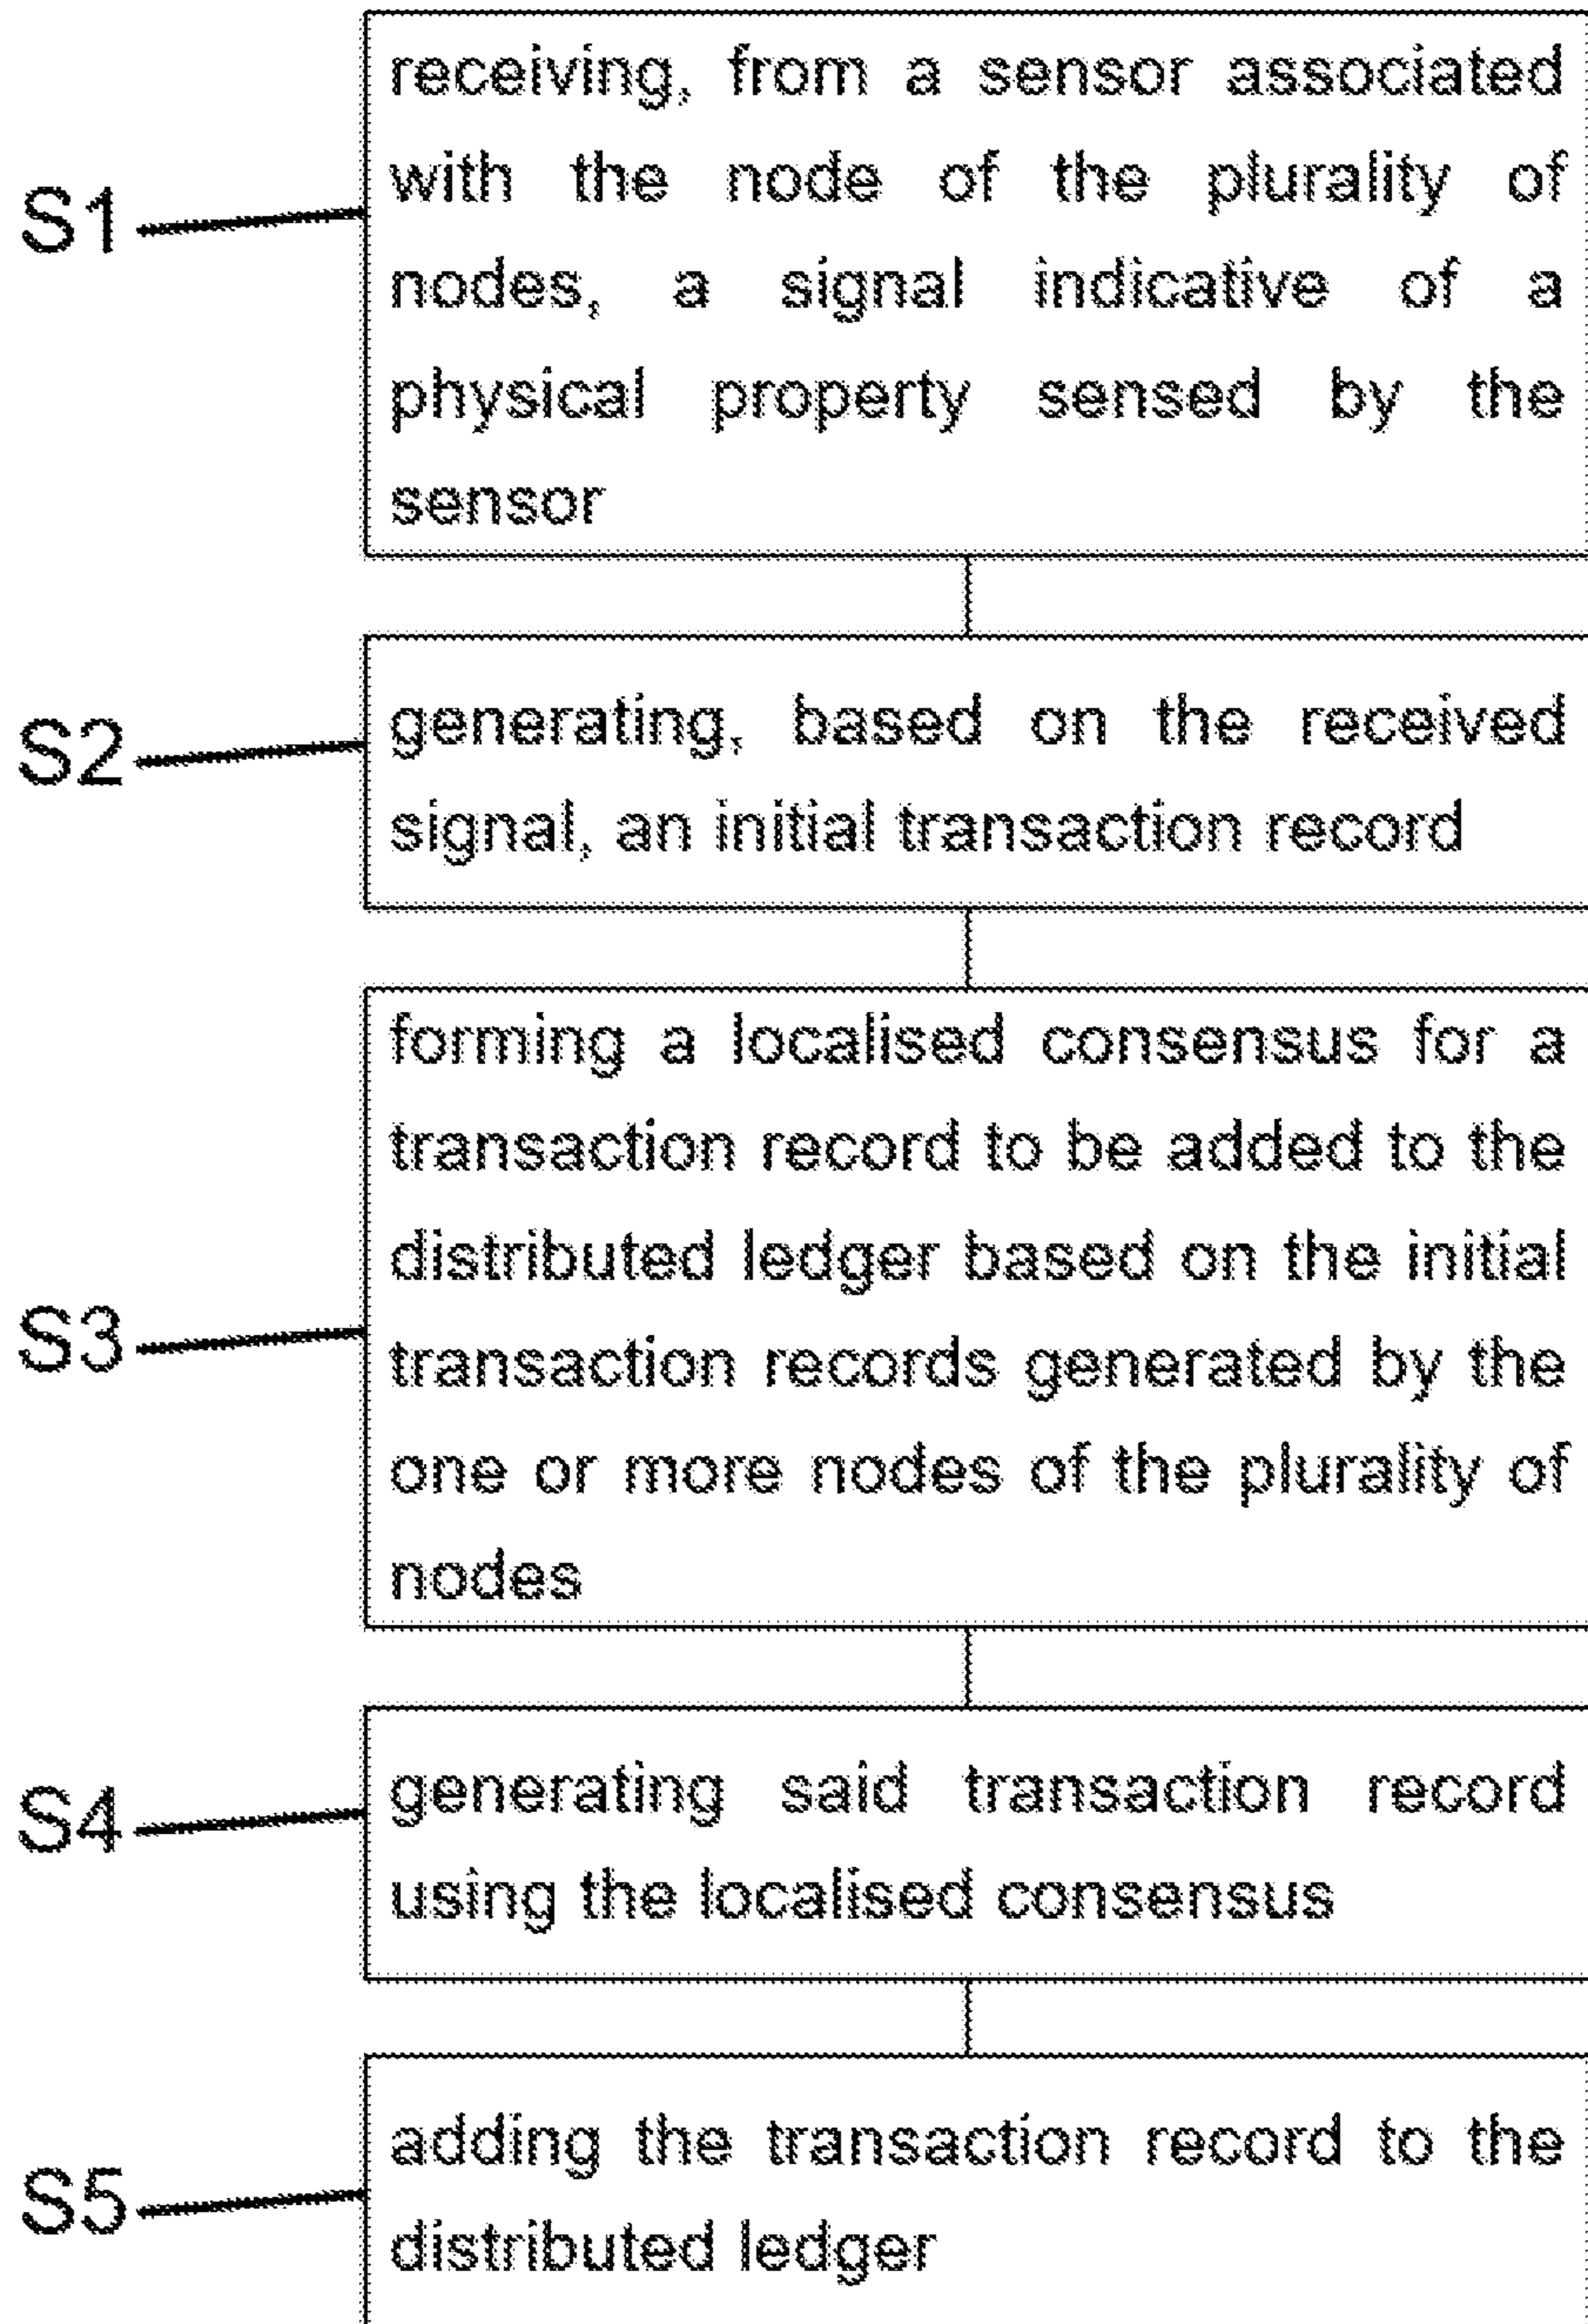 receiving, from a sensor associated
with the node of the plurality of
S1
nodes, a signal indicative of a
physical property sensed by the
sensor
S2
generating, based on the received
signal, an initial transaction record
forming a localised consensus for a
transaction record to be added to the
distributed ledger based on the initial
S3
transaction records generated by the
one or more nodes of the plurality of
nodes
S4
generating said transaction record
using the localised consensus
S5
adding the transaction record to the
distributed ledger